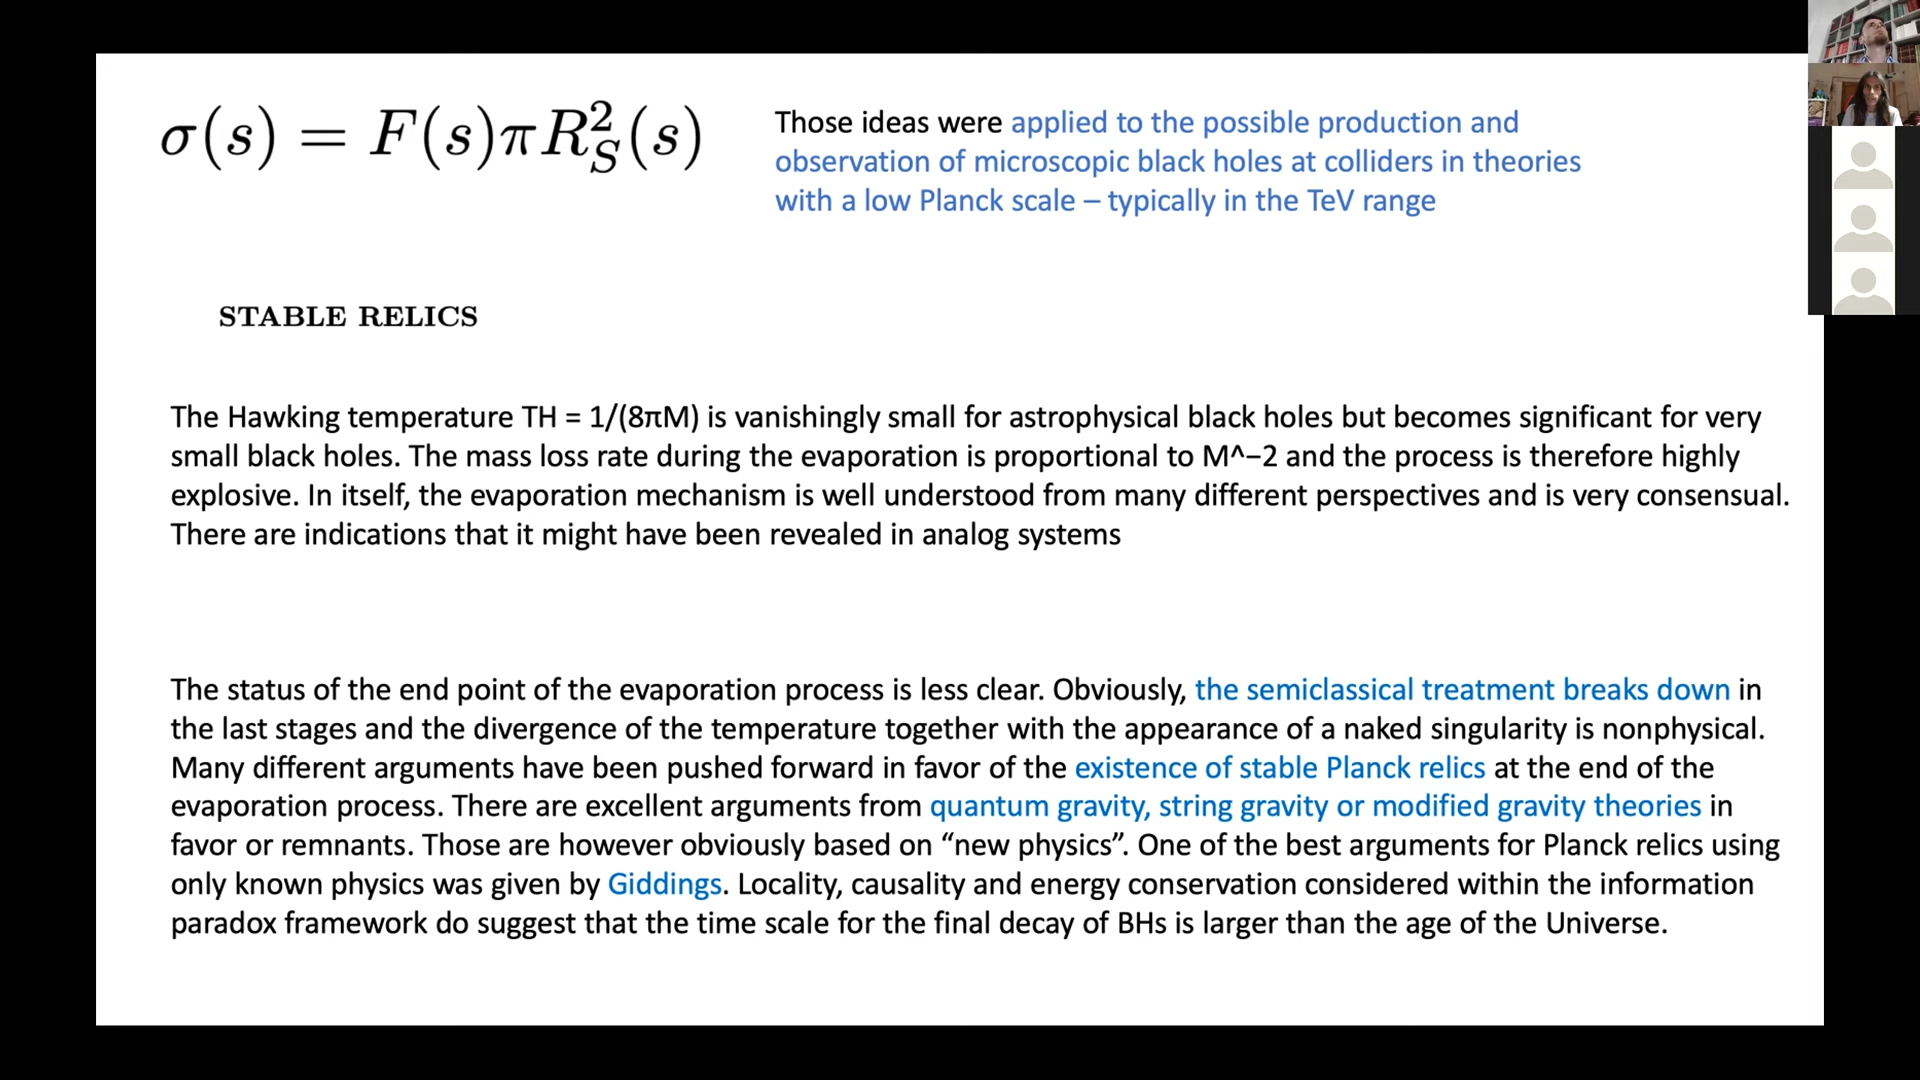 σ(s) = F(s)πR_S^2(s)
Those ideas were applied to the possible production and
observation of microscopic black holes at colliders in theories
with a low Planck scale – typically in the TeV range
STABLE RELICS
The Hawking temperature TH = 1/(8πM) is vanishingly small for astrophysical black holes but becomes significant for very
small black holes. The mass loss rate during the evaporation is proportional to M^−2 and the process is therefore highly
explosive. In itself, the evaporation mechanism is well understood from many different perspectives and is very consensual.
There are indications that it might have been revealed in analog systems
The status of the end point of the evaporation process is less clear. Obviously, the semiclassical treatment breaks down in
the last stages and the divergence of the temperature together with the appearance of a naked singularity is nonphysical.
Many different arguments have been pushed forward in favor of the existence of stable Planck relics at the end of the
evaporation process. There are excellent arguments from quantum gravity, string gravity or modified gravity theories in
favor or remnants. Those are however obviously based on “new physics”. One of the best arguments for Planck relics using
only known physics was given by Giddings. Locality, causality and energy conservation considered within the information
paradox framework do suggest that the time scale for the final decay of BHs is larger than the age of the Universe.